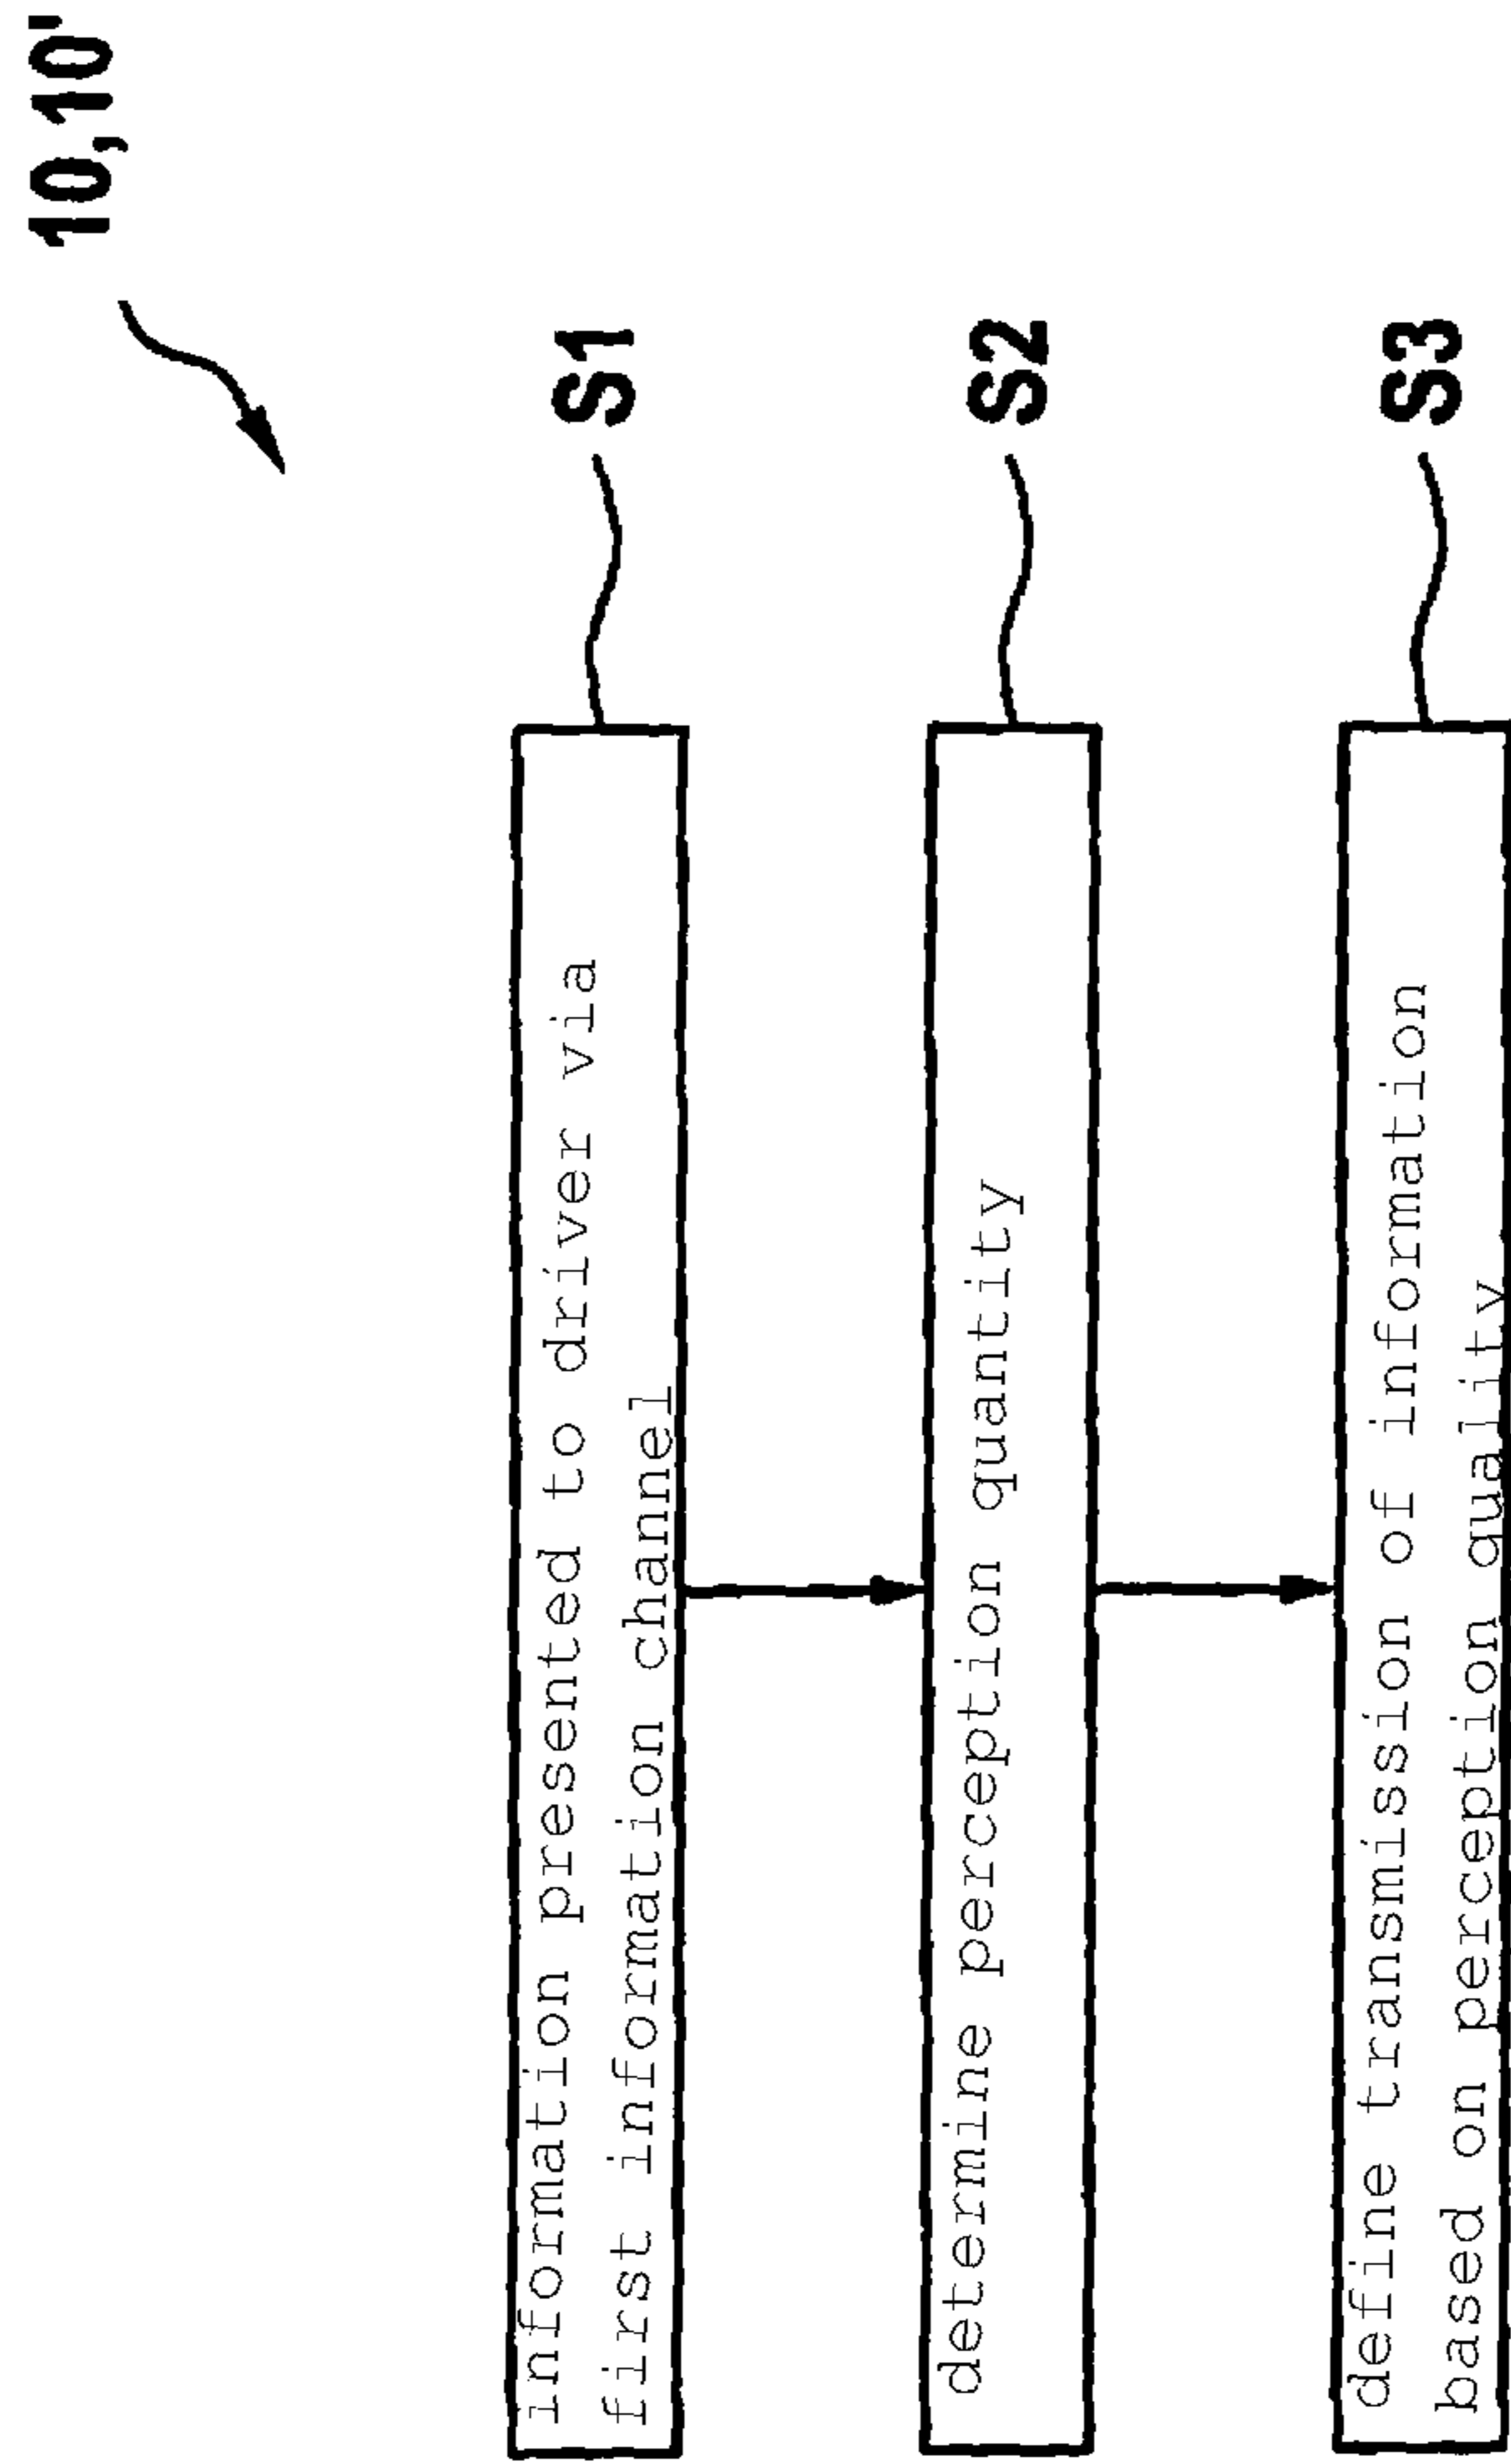 10,10'
S1
information presented to driver via
first information channel
S2
determine perception quantity
S3
define transmission of information
based on perception quality